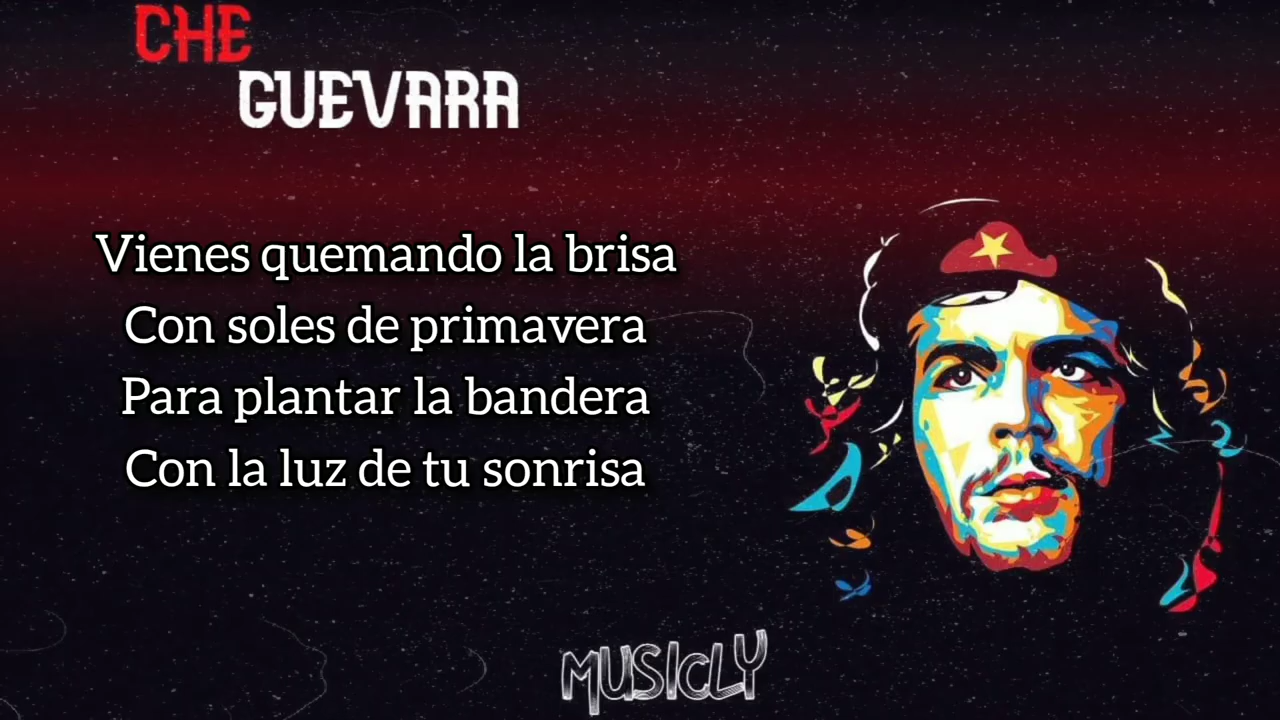 CHE
GUEVARA
Vienes quemando la brisa
Con soles de primavera
Para plantar la bandera
Con la luz de tu sonrisa
MUSICLY